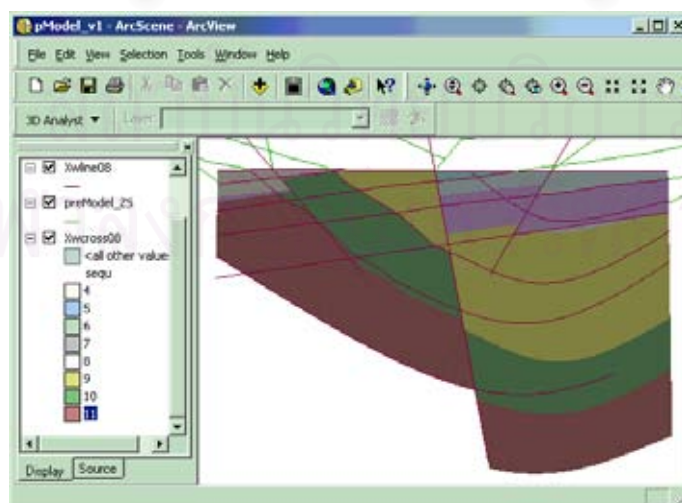 pModel_v1 - ArcScene - ArcView
File Edit View Selection Tools Window Help
3D Analyst Layer:
Xwline08
preModel_25
Xwcross08
<all other value
sequ
4
5
6
7
8
9
10
11
Display Source